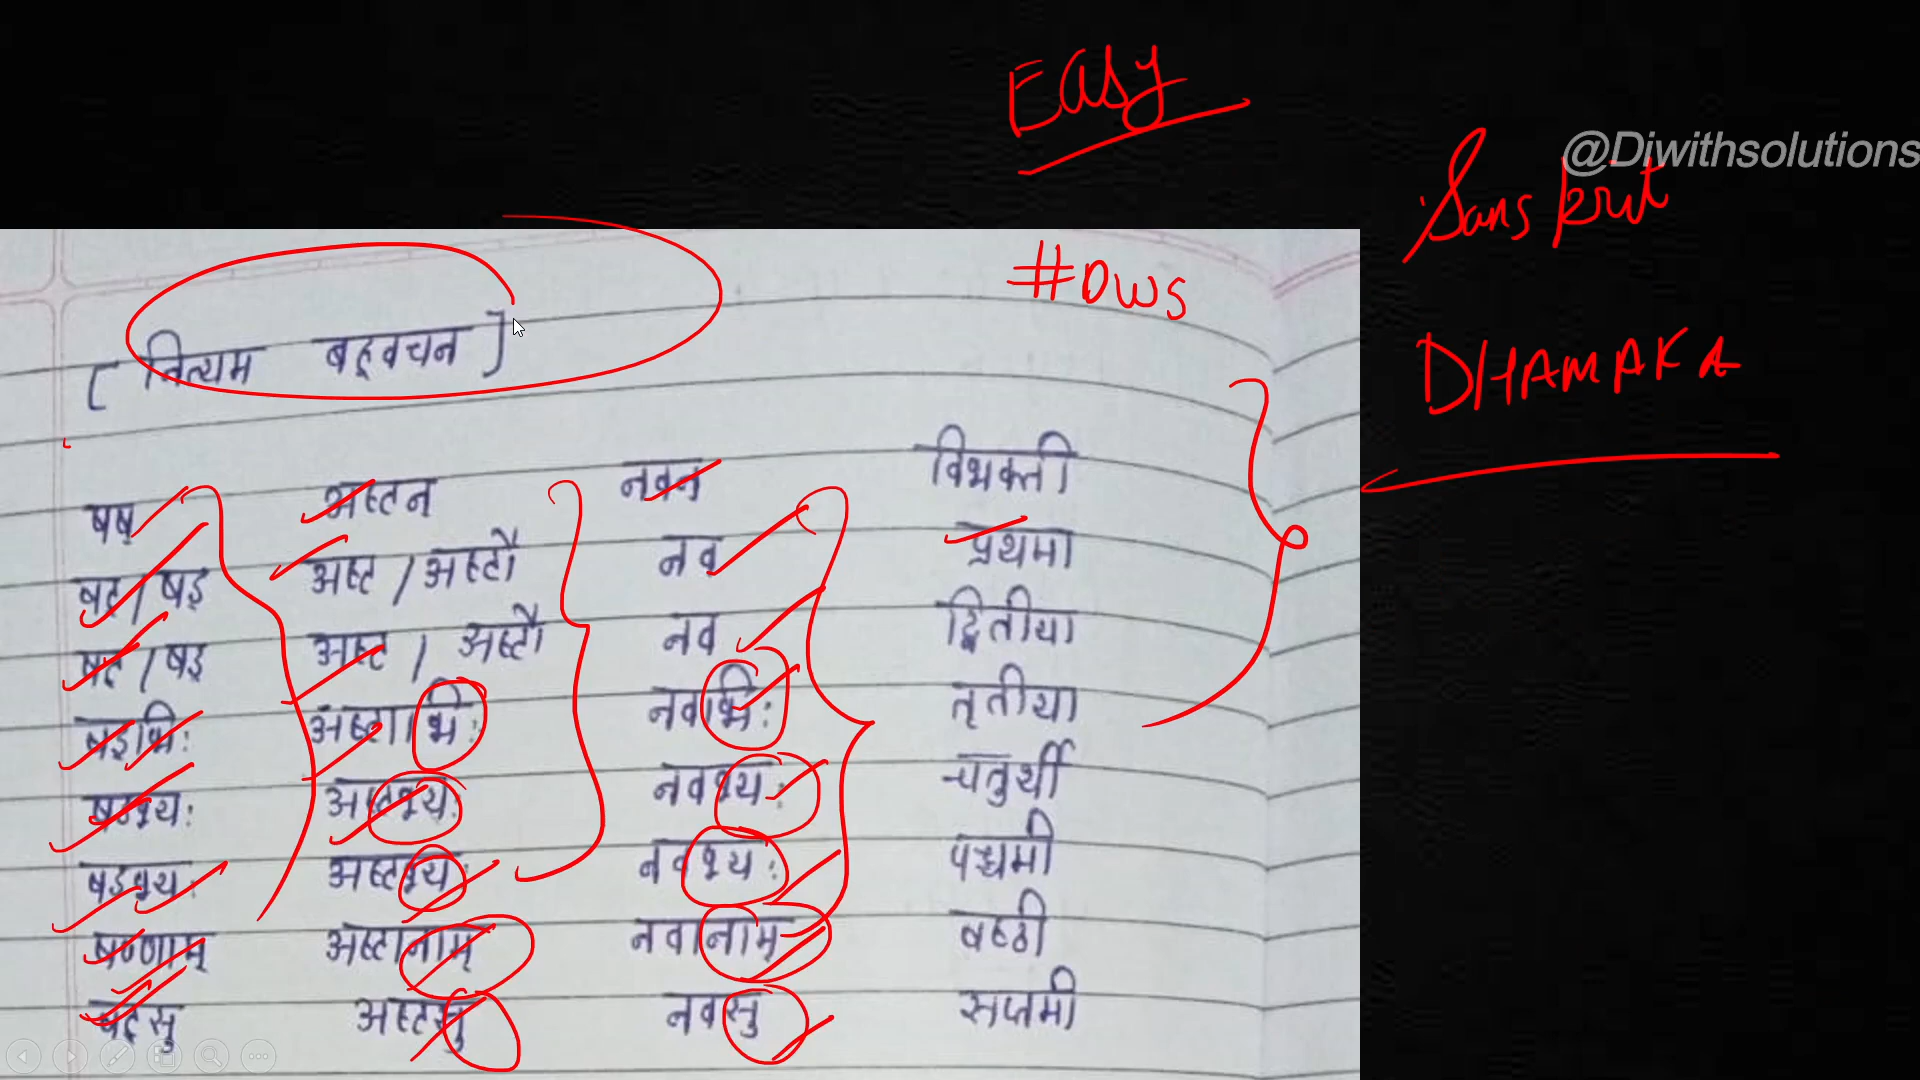 Easy
@Diwithsolutions
Sanskrit
#DWS
DHAMAKA
[ नित्यम बहूवचन ]
षष् अष्टन नवन् विभक्ती
षट् / षड् अष्ट / अष्टौ नव प्रथमा
षट् / षड् अष्ट / अष्टौ नव द्वितीया
षड्भिः अष्टाभिः नवभिः तृतीया
षड्भ्यः अष्टभ्यः नवभ्यः चतुर्थी
षड्भ्यः अष्टभ्यः नवभ्यः पञ्चमी
षण्णाम् अष्टानाम् नवानाम् षष्ठी
षट्सु अष्टसु नवसु सप्तमी